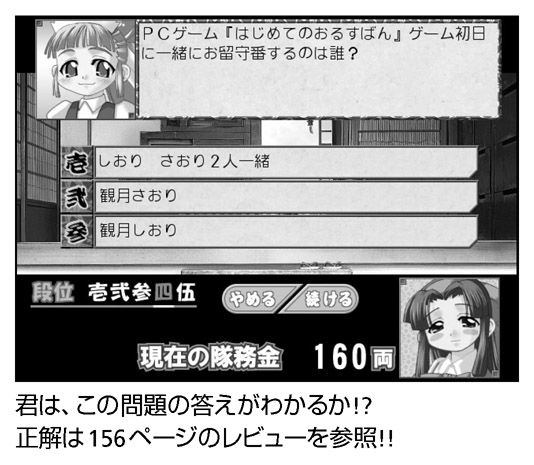 PCゲーム『はじめてのおるすばん』ゲーム初日
に一緒にお留守番するのは誰？
壱 しおり　さおり２人一緒
弐 観月さおり
参 観月しおり
段位 壱弐参四伍 やめる 続ける
現在の隊務金 160両
君は、この問題の答えがわかるか!?
正解は156ページのレビューを参照!!